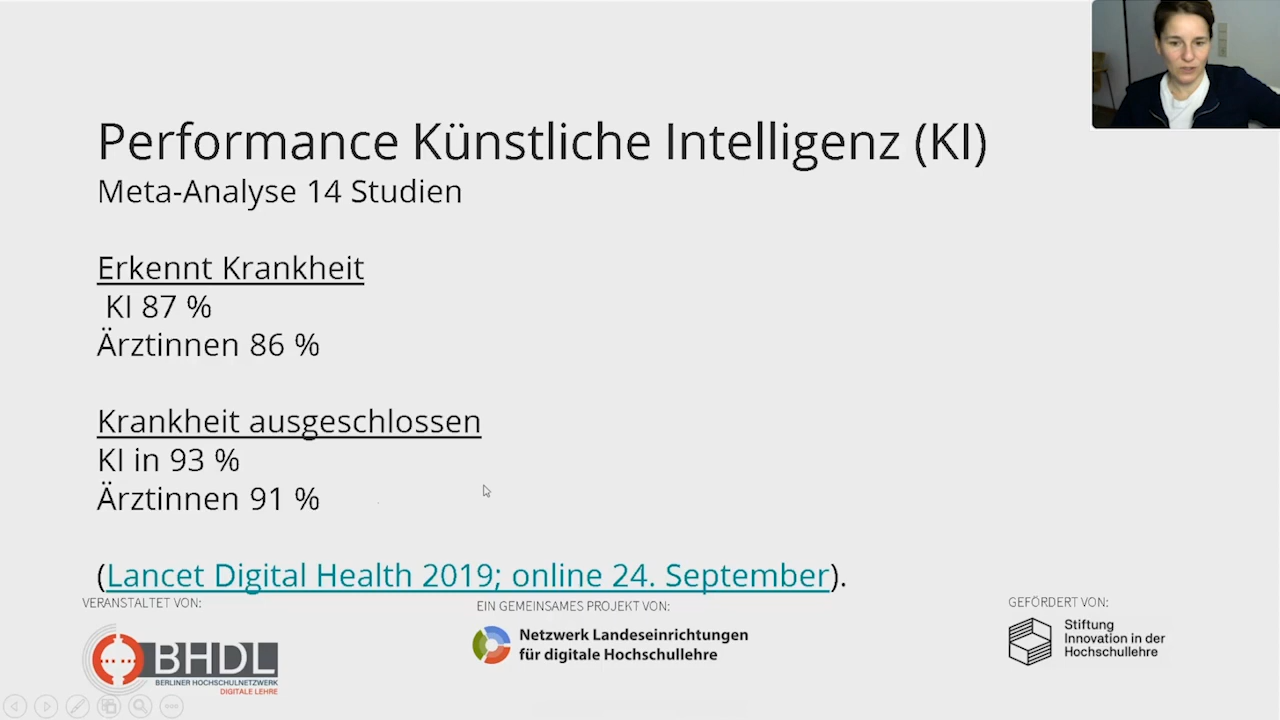 Performance Künstliche Intelligenz (KI)
Meta-Analyse 14 Studien
Erkennt Krankheit
KI 87 %
Ärztinnen 86 %
Krankheit ausgeschlossen
KI in 93 %
Ärztinnen 91 %
(Lancet Digital Health 2019; online 24. September).
VERANSTALTET VON:
BHDL
BERLINER HOCHSCHULNETZWERK
DIGITALE LEHRE
EIN GEMEINSAMES PROJEKT VON:
Netzwerk Landeseinrichtungen
für digitale Hochschullehre
GEFÖRDERT VON:
Stiftung
Innovation in der
Hochschullehre